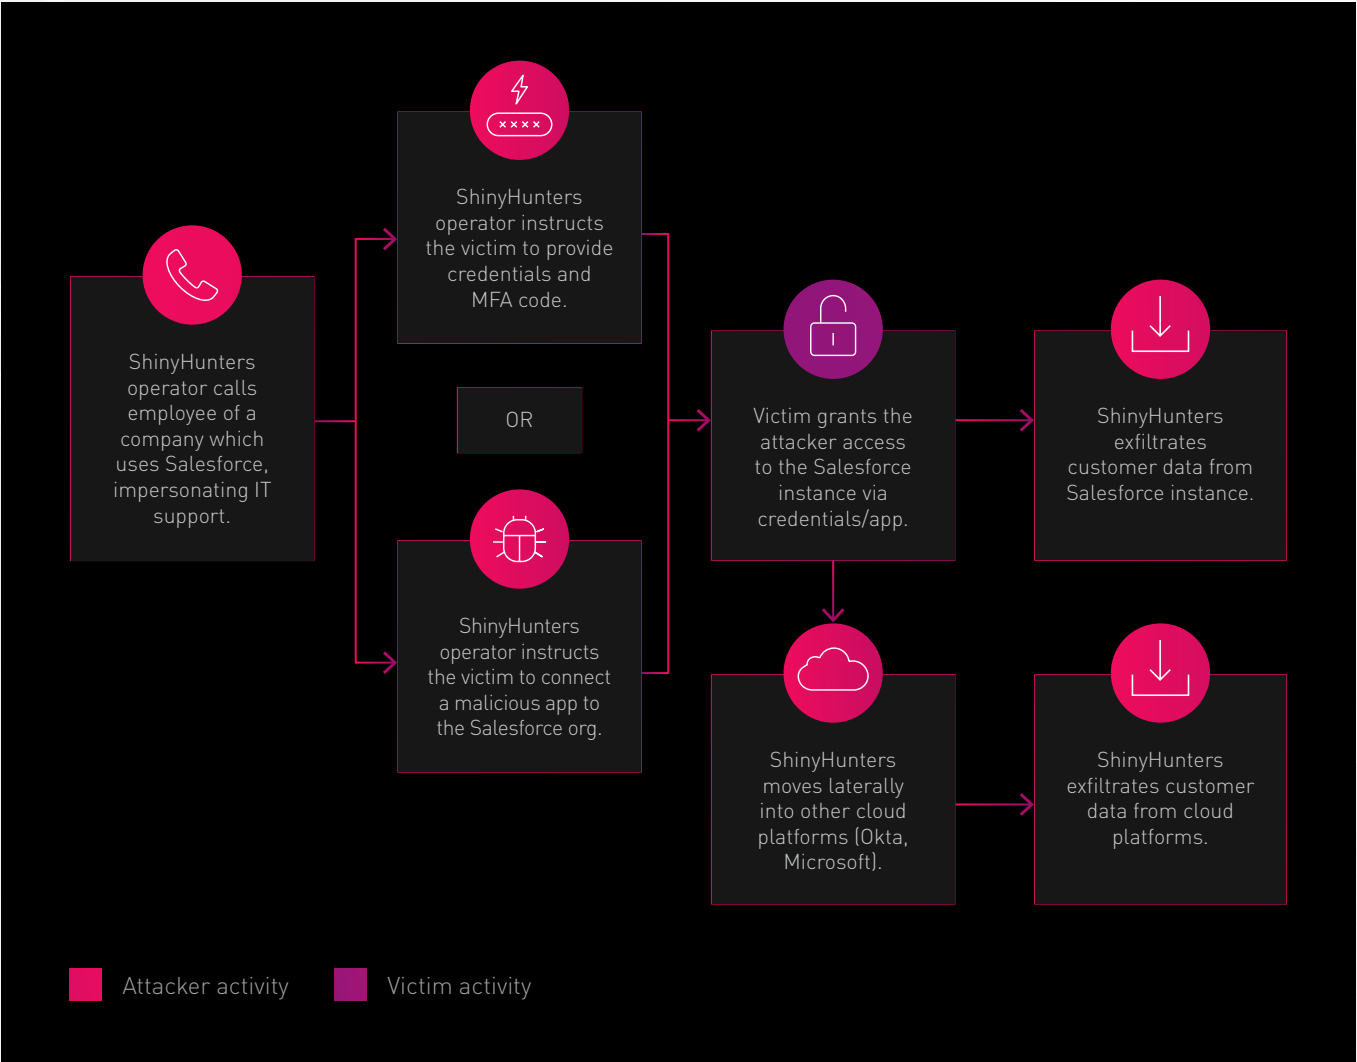 ShinyHunters
operator calls
employee of a
company which
uses Salesforce,
impersonating IT
support.
××××
ShinyHunters
operator instructs
the victim to provide
credentials and
MFA code.
OR
ShinyHunters
operator instructs
the victim to connect
a malicious app to
the Salesforce org.
Victim grants the
attacker access
to the Salesforce
instance via
credentials/app.
ShinyHunters
exfiltrates
customer data from
Salesforce instance.
ShinyHunters
moves laterally
into other cloud
platforms (Okta,
Microsoft).
ShinyHunters
exfiltrates customer
data from cloud
platforms.
Attacker activity
Victim activity